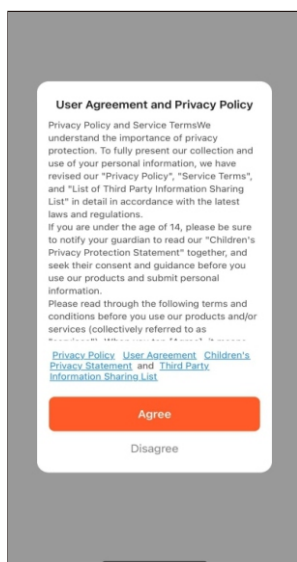 User Agreement and Privacy Policy
Privacy Policy and Service TermsWe
understand the importance of privacy
protection. To fully present our collection and
use of your personal information, we have
revised our "Privacy Policy", "Service Terms",
and "List of Third Party Information Sharing
List" in detail in accordance with the latest
laws and regulations.
If you are under the age of 14, please be sure
to notify your guardian to read our "Children's
Privacy Protection Statement" together, and
seek their consent and guidance before you
use our products and submit personal
information.
Please read through the following terms and
conditions before you use our products and/or
services (collectively referred to as
Privacy Policy User Agreement Children's
Privacy Statement and Third Party
Information Sharing List
Agree
Disagree